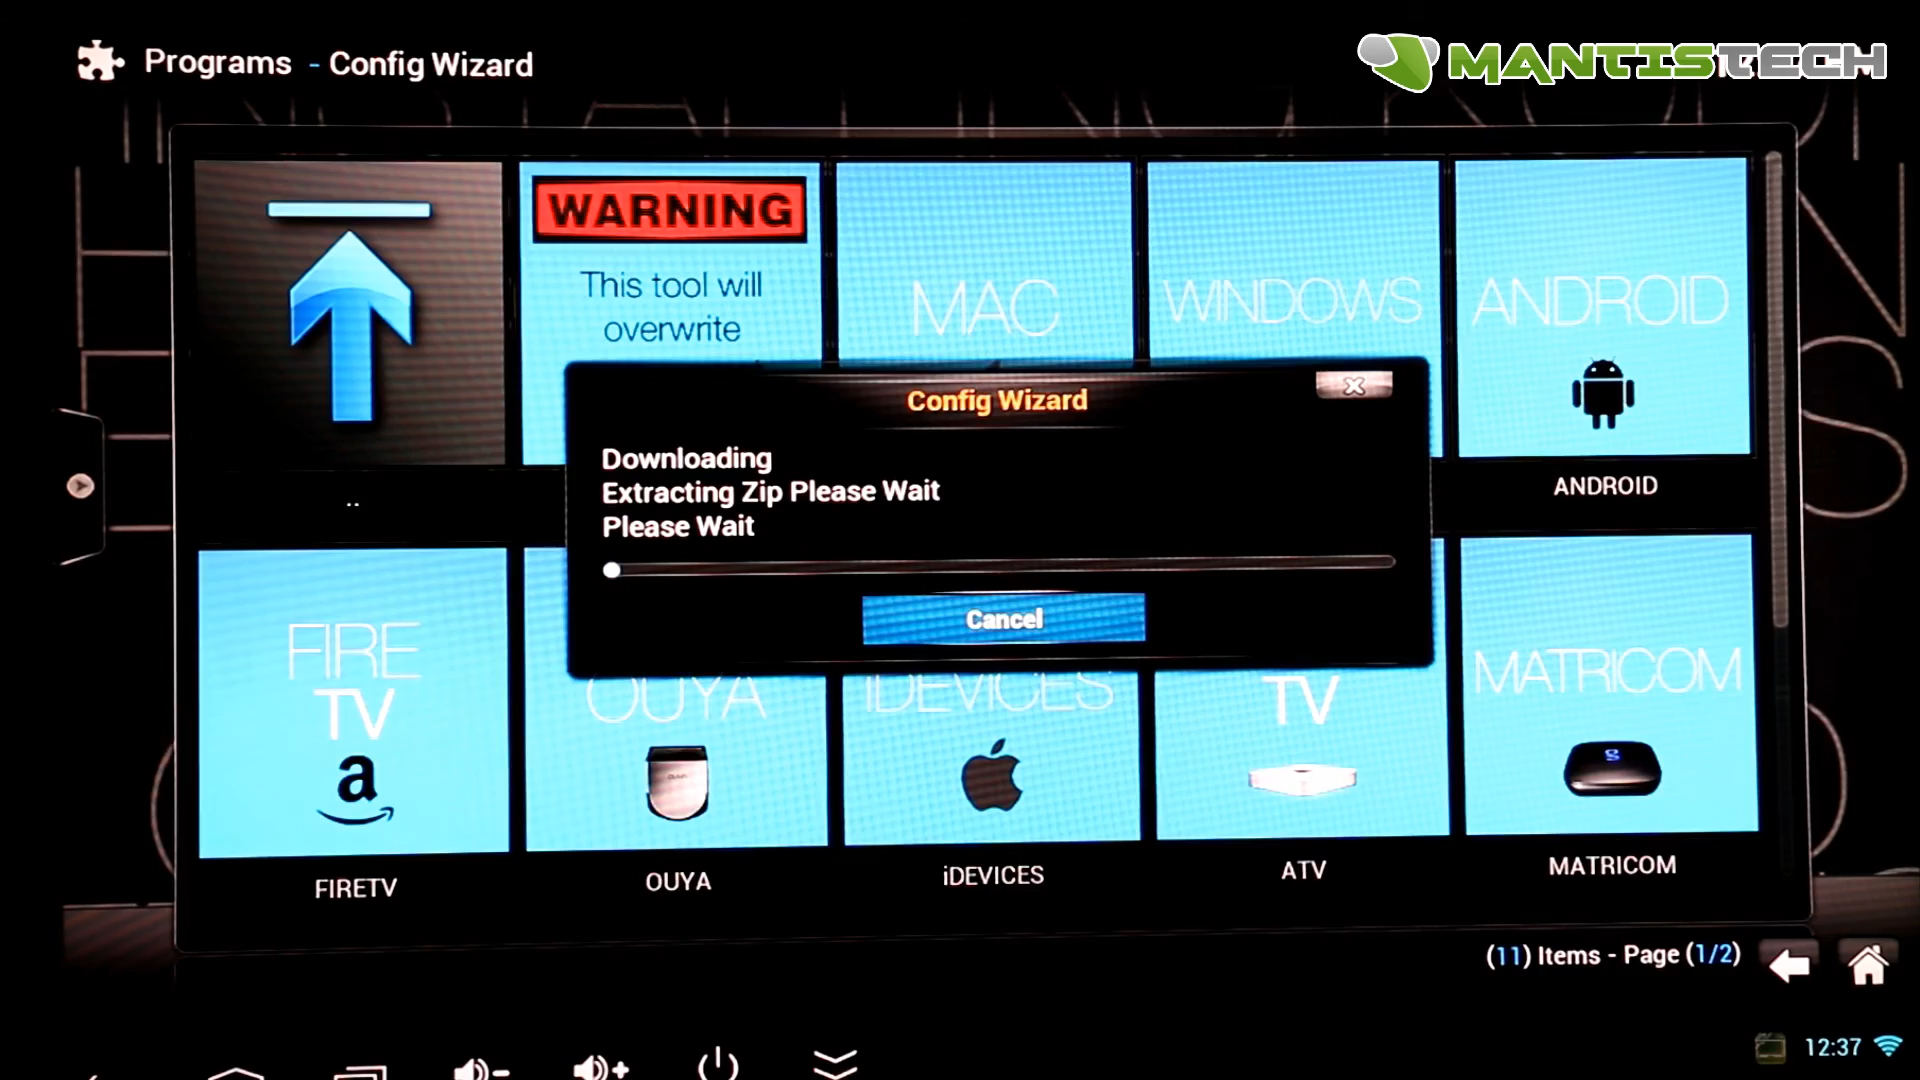 Programs - Config Wizard
MANTISTECH
WARNING
This tool will
overwrite
MAC
WINDOWS
ANDROID
Config Wizard
Downloading
Extracting Zip Please Wait
Please Wait
Cancel
..
ANDROID
FIRE
TV
a
OUYA
iDEVICES
TV
MATRICOM
FIRETV
OUYA
iDEVICES
ATV
MATRICOM
(11) Items - Page (1/2)
12:37